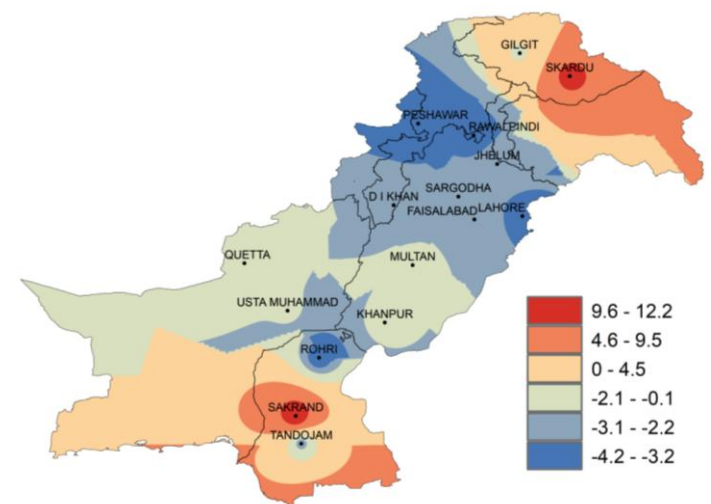 GILGIT
SKARDU
PESHAWAR
RAWALPINDI
JHELUM
SARGODHA
D I KHAN
FAISALABAD
LAHORE
QUETTA
MULTAN
USTA MUHAMMAD
KHANPUR
ROHRI
SAKRAND
TANDOJAM
9.6 - 12.2
4.6 - 9.5
0 - 4.5
-2.1 - -0.1
-3.1 - -2.2
-4.2 - -3.2